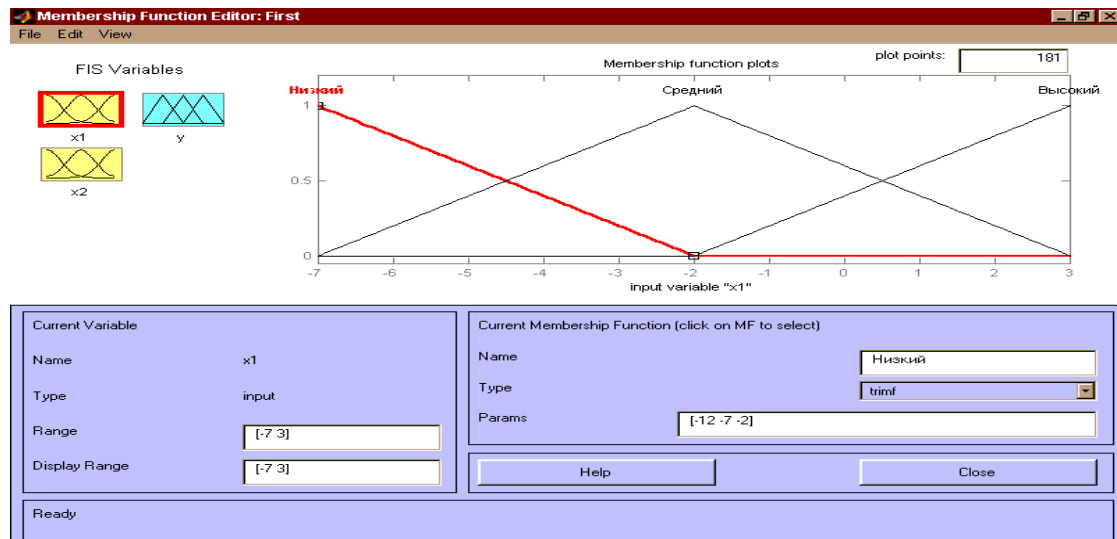 Membership Function Editor: First
File Edit View
FIS Variables
x1
y
x2
plot points: 181
Membership function plots
Низкий Средний Высокий
1
0.5
0
-7 -6 -5 -4 -3 -2 -1 0 1 2 3
input variable "x1"
Current Variable
Name x1
Type input
Range [-7 3]
Display Range [-7 3]
Current Membership Function (click on MF to select)
Name Низкий
Type trimf
Params [-12 -7 -2]
Help Close
Ready